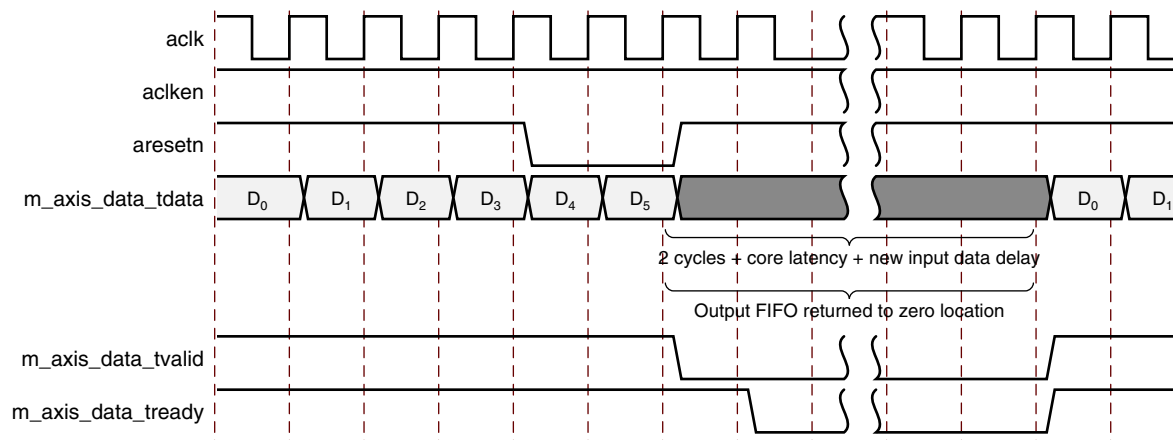 aclk
aclken
aresetn
m_axis_data_tdata D0 D1 D2 D3 D4 D5 D0 D1
2 cycles + core latency + new input data delay
Output FIFO returned to zero location
m_axis_data_tvalid
m_axis_data_tready